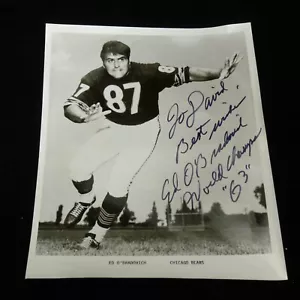 87
To David,
Best wishes
Ed O'Bradovich
World Champs
"63"
ED O'BRADOVICH
CHICAGO BEARS